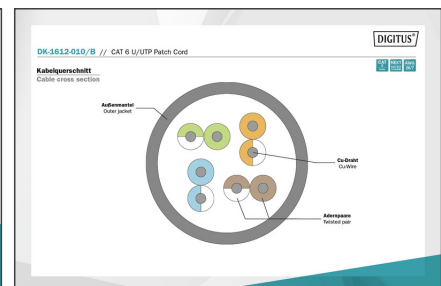 DIGITUS®
DK-1612-010/B // CAT 6 U/UTP Patch Cord
Kabelquerschnitt
Cable cross section
Außenmantel
Outer jacket
Cu-Draht
Cu-Wire
Aderpaare
Twisted pair